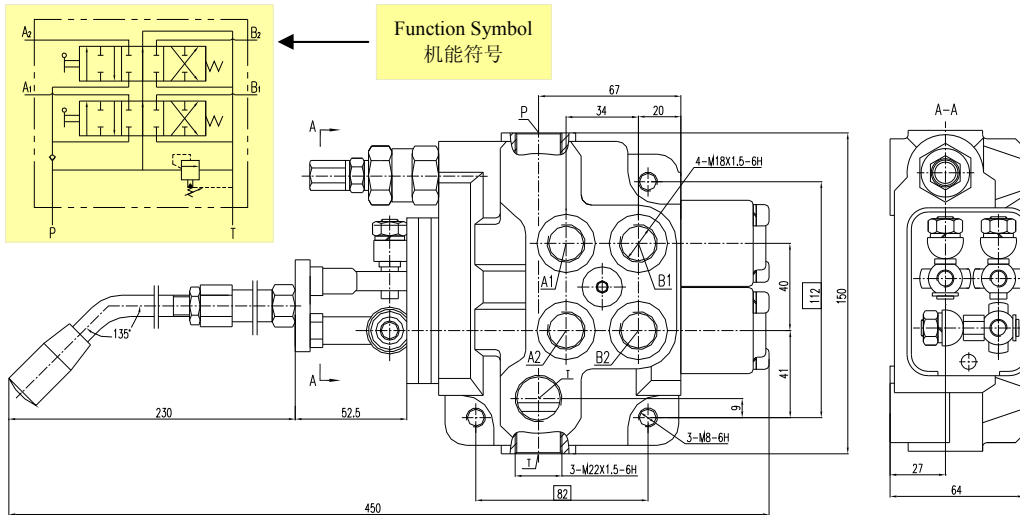 Function Symbol
机能符号
A2
B2
A1
B1
P
T
67
34
20
P
A
4-M18X1.5-6H
A1
B1
A2
B2
T
T
135°
40
41
112
150
9
A
230
52.5
3-M8-6H
3-M22X1.5-6H
82
450
A-A
27
64